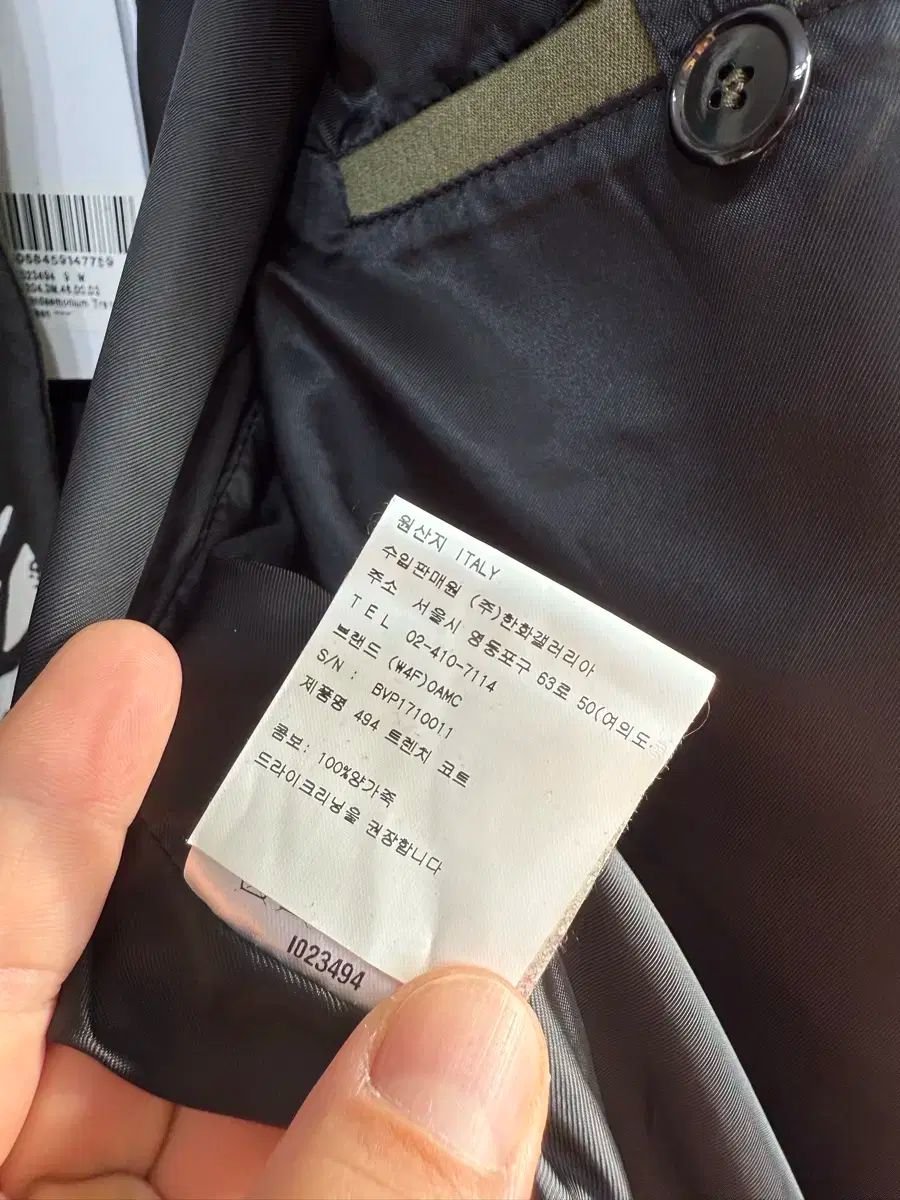 058459147789
원산지 ITALY
수입판매원 (주)한화갤러리아
주소 서울시 영등포구 63로 50(여의도
TEL 02-410-7114
브랜드 (W4F)OAMC
S/N : BVP1710011
제품명 494 트렌치 코트
콤보: 100%양가죽
드라이크리닝을 권장합니다
I023494